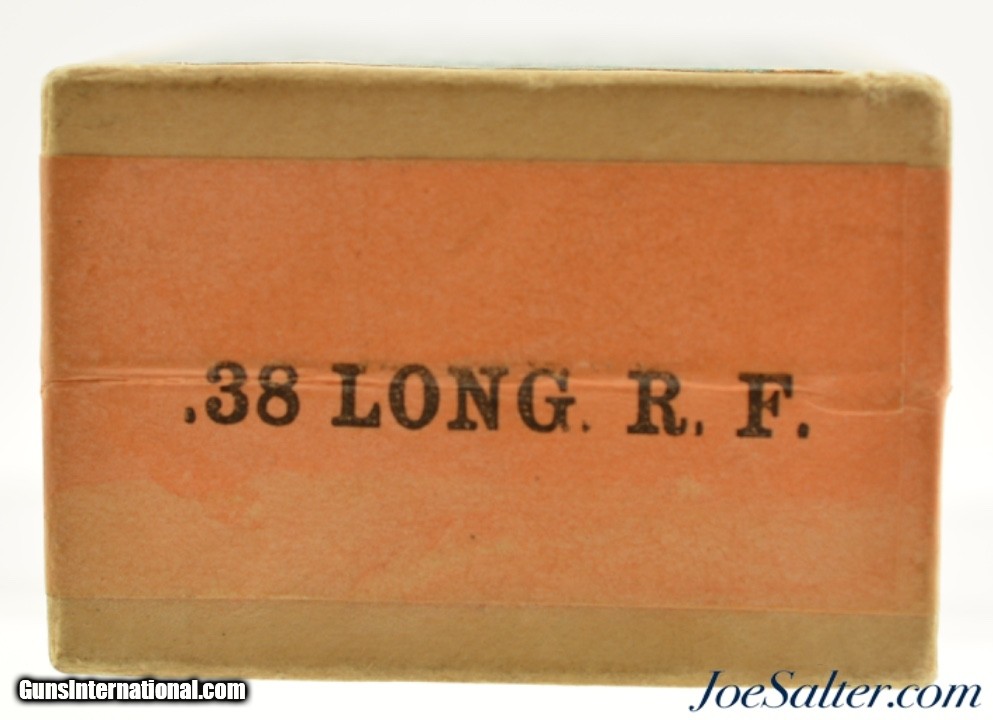 .38 LONG. R. F.
GunsInternational.com
JoeSalter.com